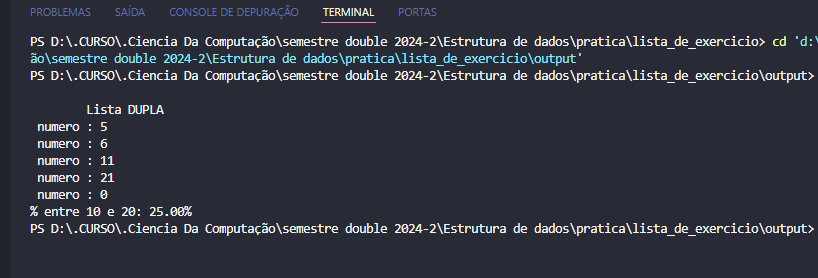 PROBLEMAS SAÍDA CONSOLE DE DEPURAÇÃO TERMINAL PORTAS
PS D:\.CURSO\.Ciencia Da Computação\semestre double 2024-2\Estrutura de dados\pratica\lista_de_exercicio> cd 'd:\
ão\semestre double 2024-2\Estrutura de dados\pratica\lista_de_exercicio\output'
PS D:\.CURSO\.Ciencia Da Computação\semestre double 2024-2\Estrutura de dados\pratica\lista_de_exercicio\output>
Lista DUPLA
numero : 5
numero : 6
numero : 11
numero : 21
numero : 0
% entre 10 e 20: 25.00%
PS D:\.CURSO\.Ciencia Da Computação\semestre double 2024-2\Estrutura de dados\pratica\lista_de_exercicio\output>